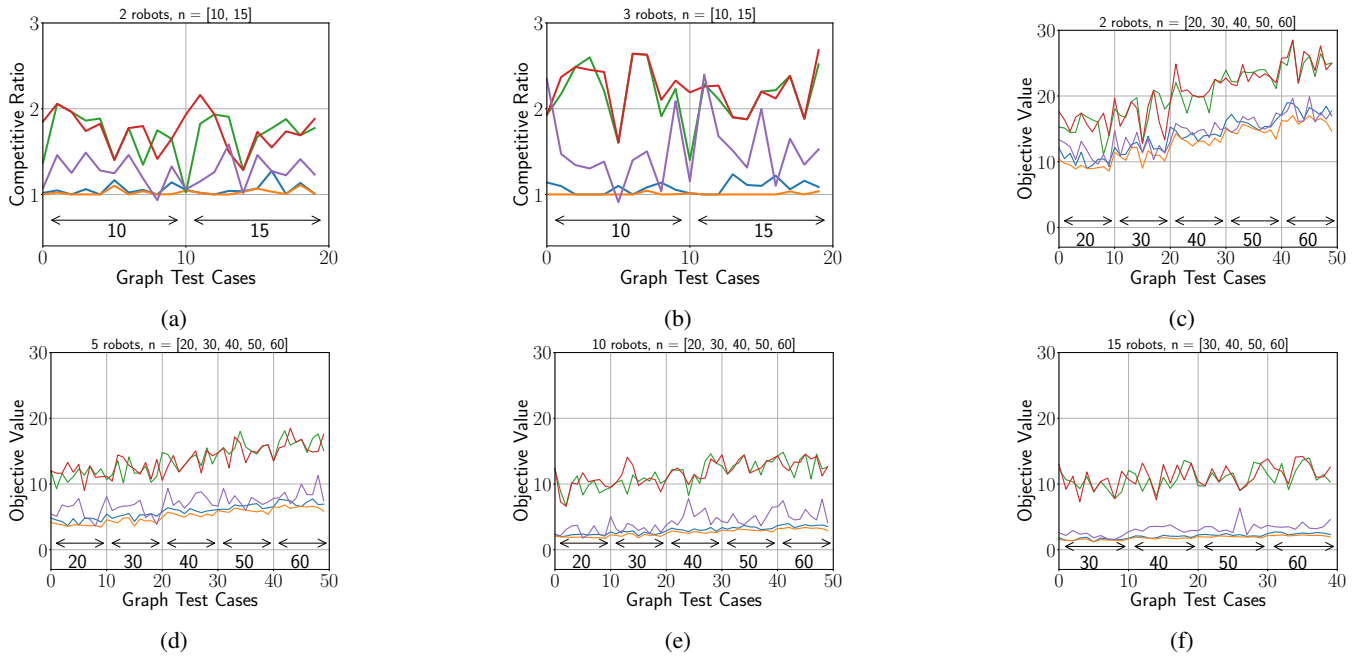 2 robots, n = [10, 15]
3
2
1
Competitive Ratio
10
15
0
10
20
Graph Test Cases
(a)
3 robots, n = [10, 15]
3
2
1
Competitive Ratio
10
15
0
10
20
Graph Test Cases
(b)
2 robots, n = [20, 30, 40, 50, 60]
30
20
10
0
Objective Value
20 30 40 50 60
0 10 20 30 40 50
Graph Test Cases
(c)
5 robots, n = [20, 30, 40, 50, 60]
30
20
10
0
Objective Value
20 30 40 50 60
0 10 20 30 40 50
Graph Test Cases
(d)
10 robots, n = [20, 30, 40, 50, 60]
30
20
10
0
Objective Value
20 30 40 50 60
0 10 20 30 40 50
Graph Test Cases
(e)
15 robots, n = [30, 40, 50, 60]
30
20
10
0
Objective Value
30 40 50 60
0 10 20 30 40
Graph Test Cases
(f)